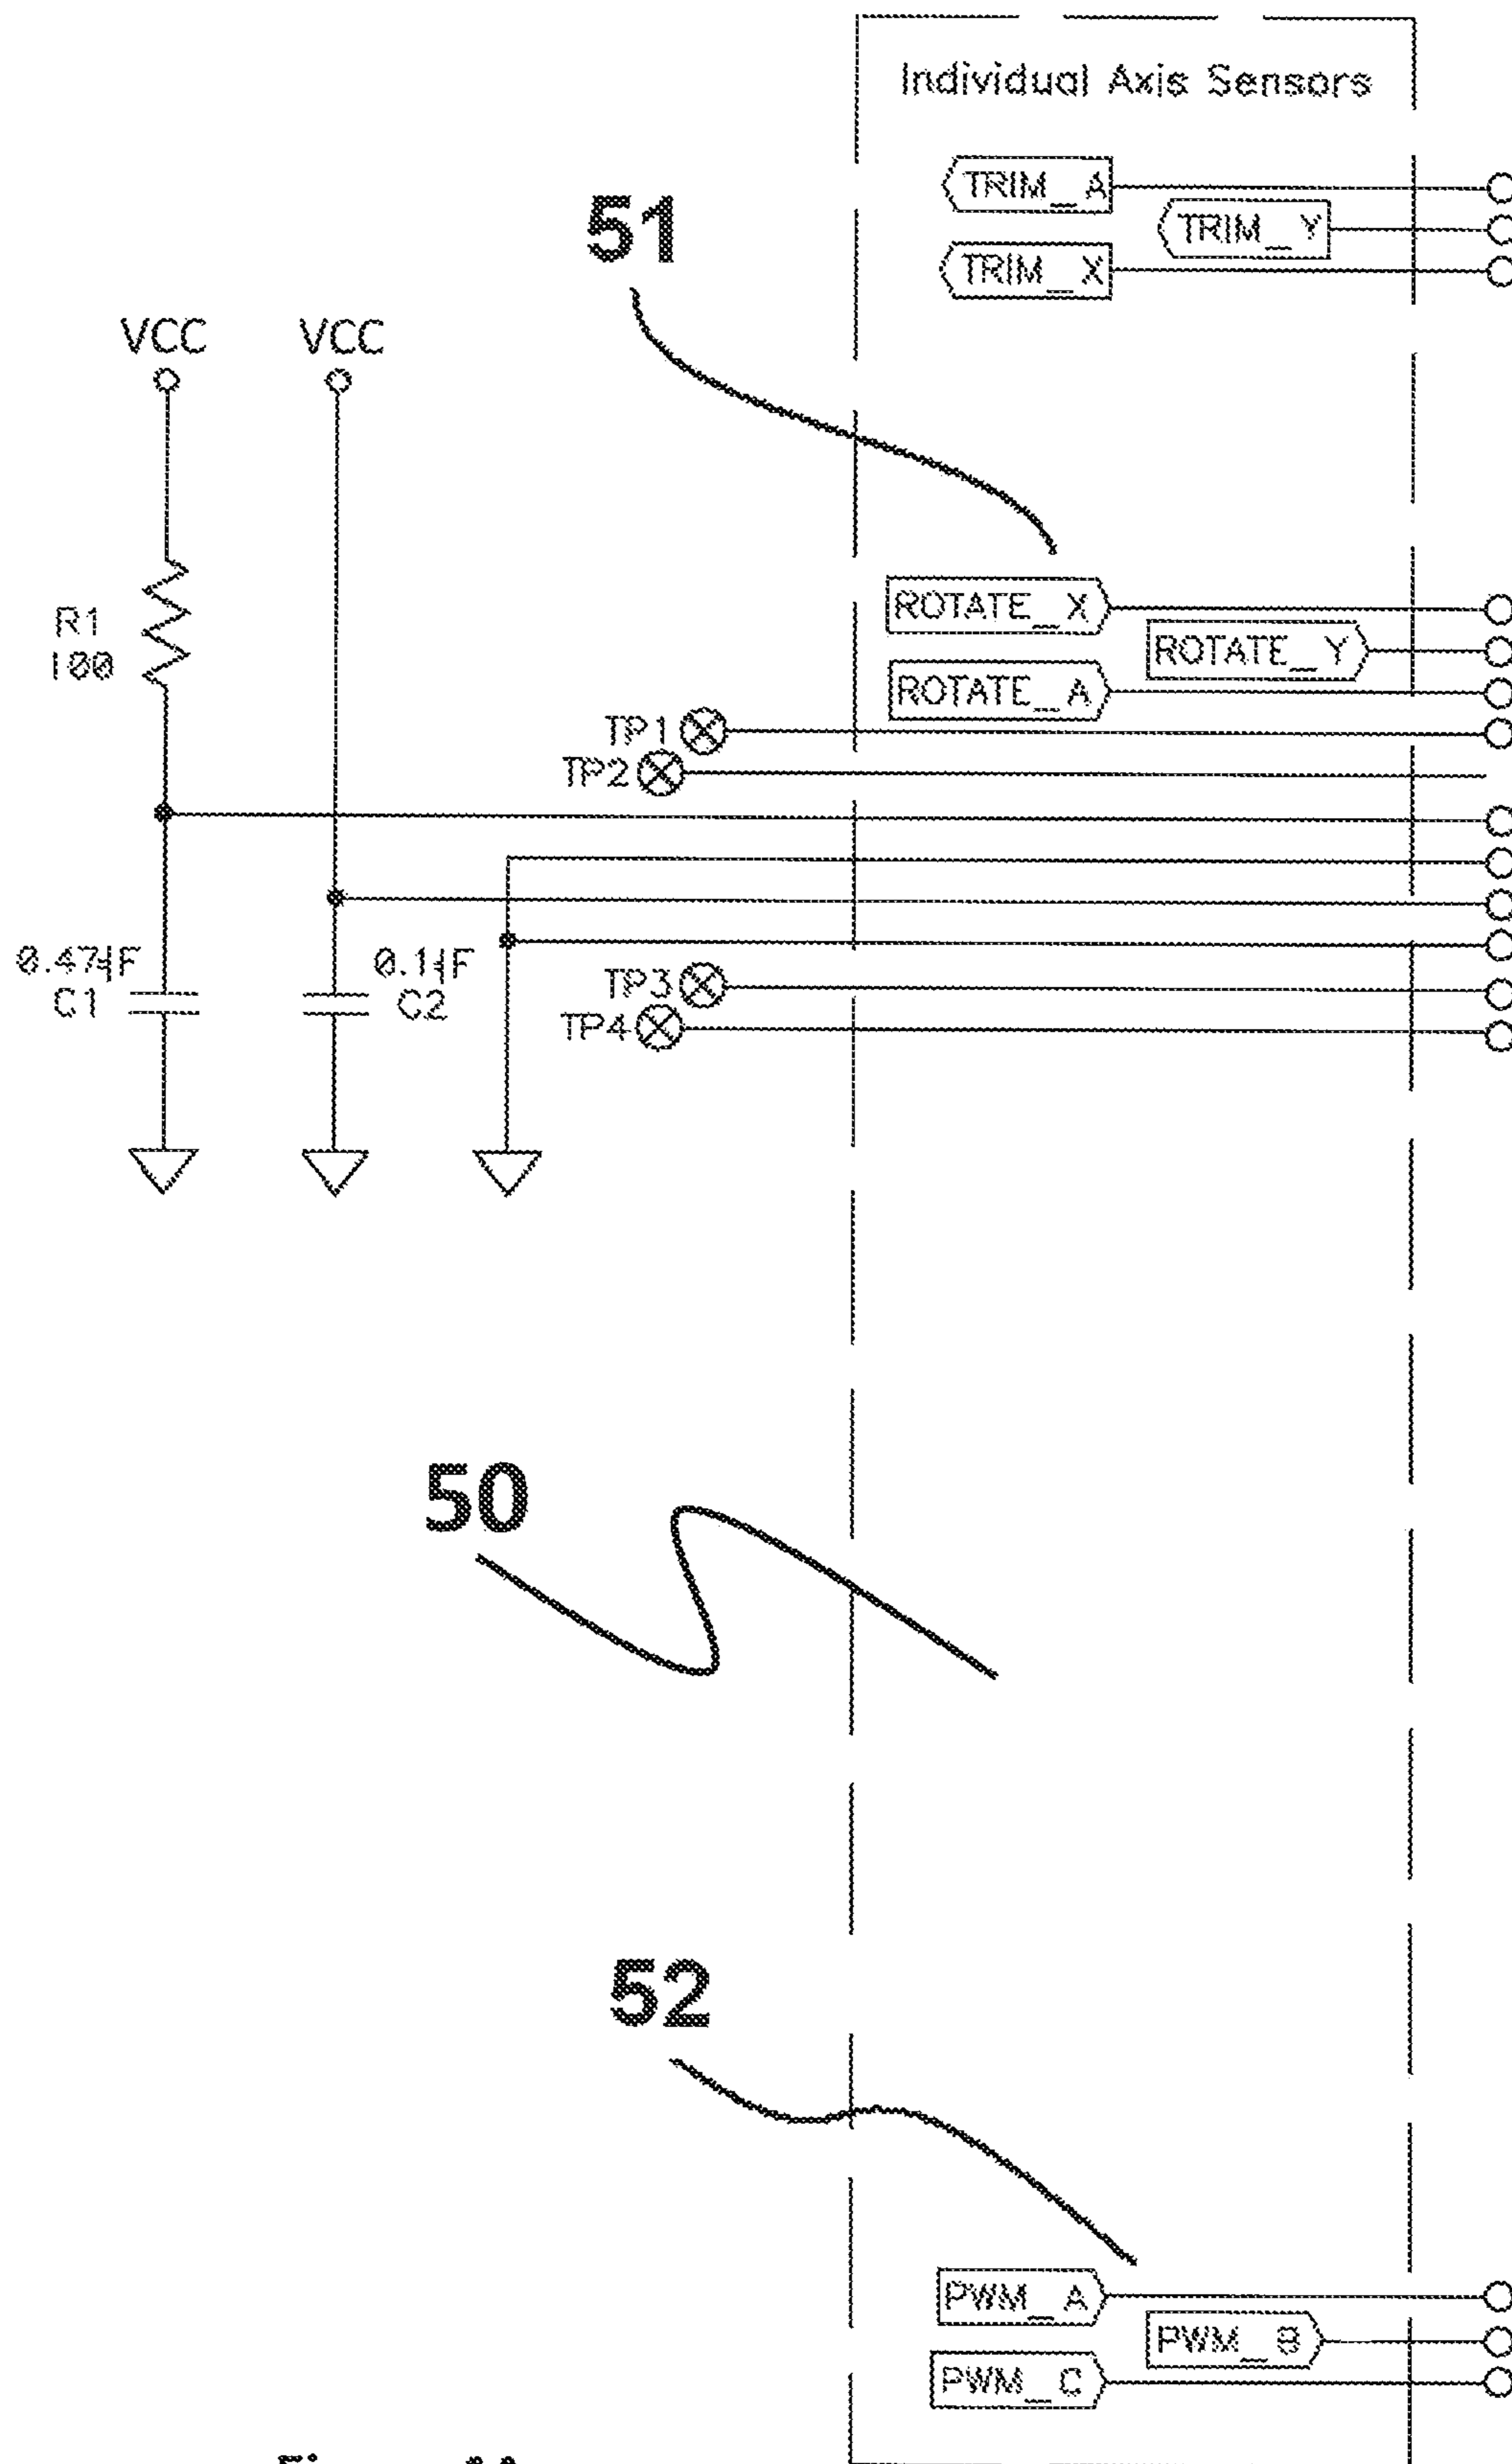 Individual Axis Sensors
TRIM_A
TRIM_Y
TRIM_X
51
VCC VCC
R1
100
ROTATE_X
ROTATE_Y
ROTATE_A
TP1
TP2
0.47µF
C1
0.1µF
C2
TP3
TP4
50
52
PWM_A
PWM_B
PWM_C